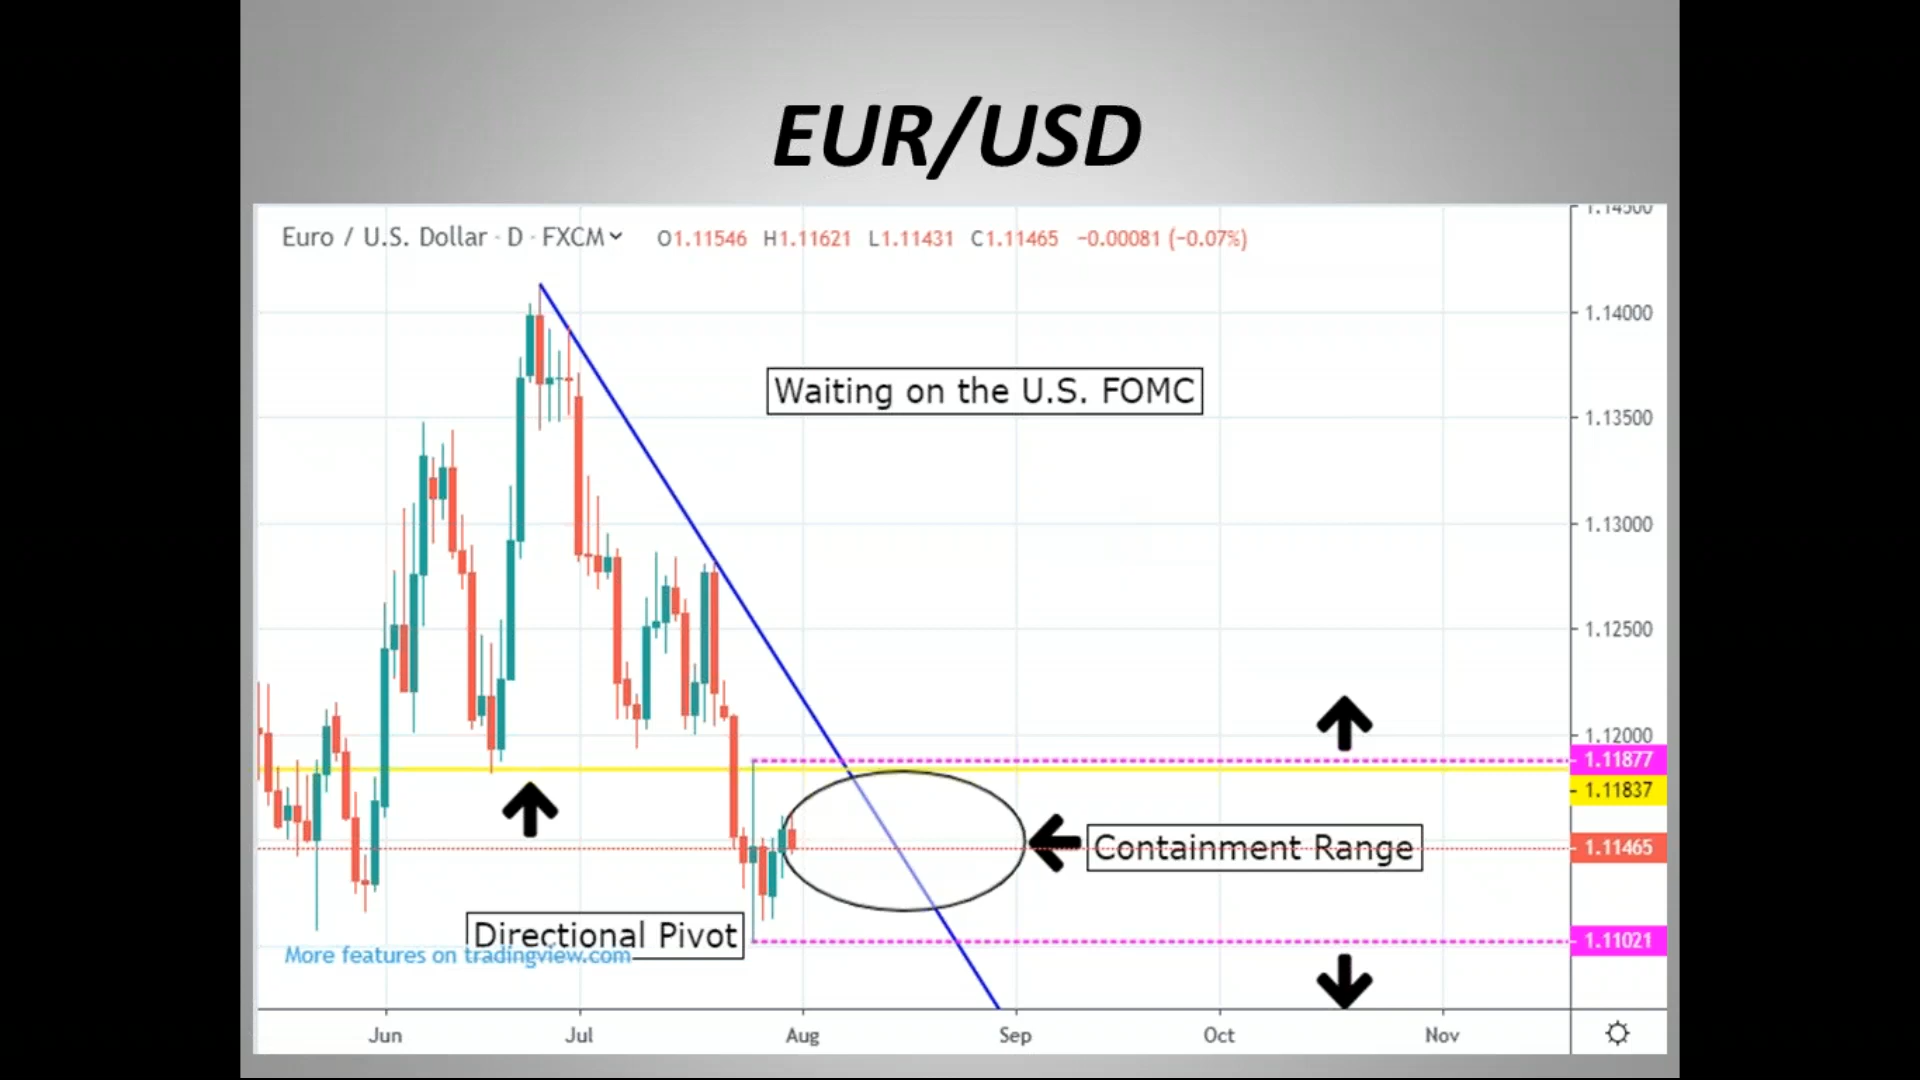 EUR/USD
Euro / U.S. Dollar - D - FXCM O1.11546 H1.11621 L1.11431 C1.11465 −0.00081 (−0.07%)
1.14500
1.14000
Waiting on the U.S. FOMC
1.13500
1.13000
1.12500
1.12000
1.11877
1.11837
Containment Range
1.11465
Directional Pivot
1.11021
More features on tradingview.com
Jun Jul Aug Sep Oct Nov